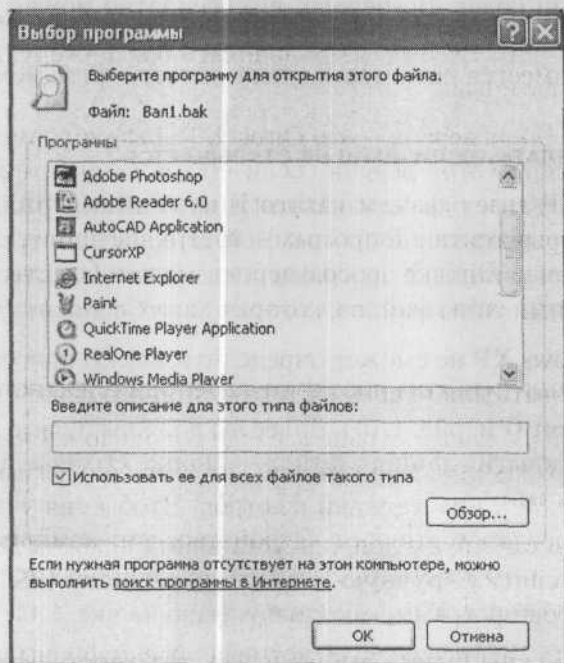 Выбор программы
Выберите программу для открытия этого файла.
Файл: Вал1.bak
Программы
Adobe Photoshop
Adobe Reader 6.0
AutoCAD Application
CursorXP
Internet Explorer
Paint
QuickTime Player Application
RealOne Player
Windows Media Player
Введите описание для этого типа файлов:
Использовать ее для всех файлов такого типа
Обзор...
Если нужная программа отсутствует на этом компьютере, можно
выполнить поиск программы в Интернете.
ОК
Отмена